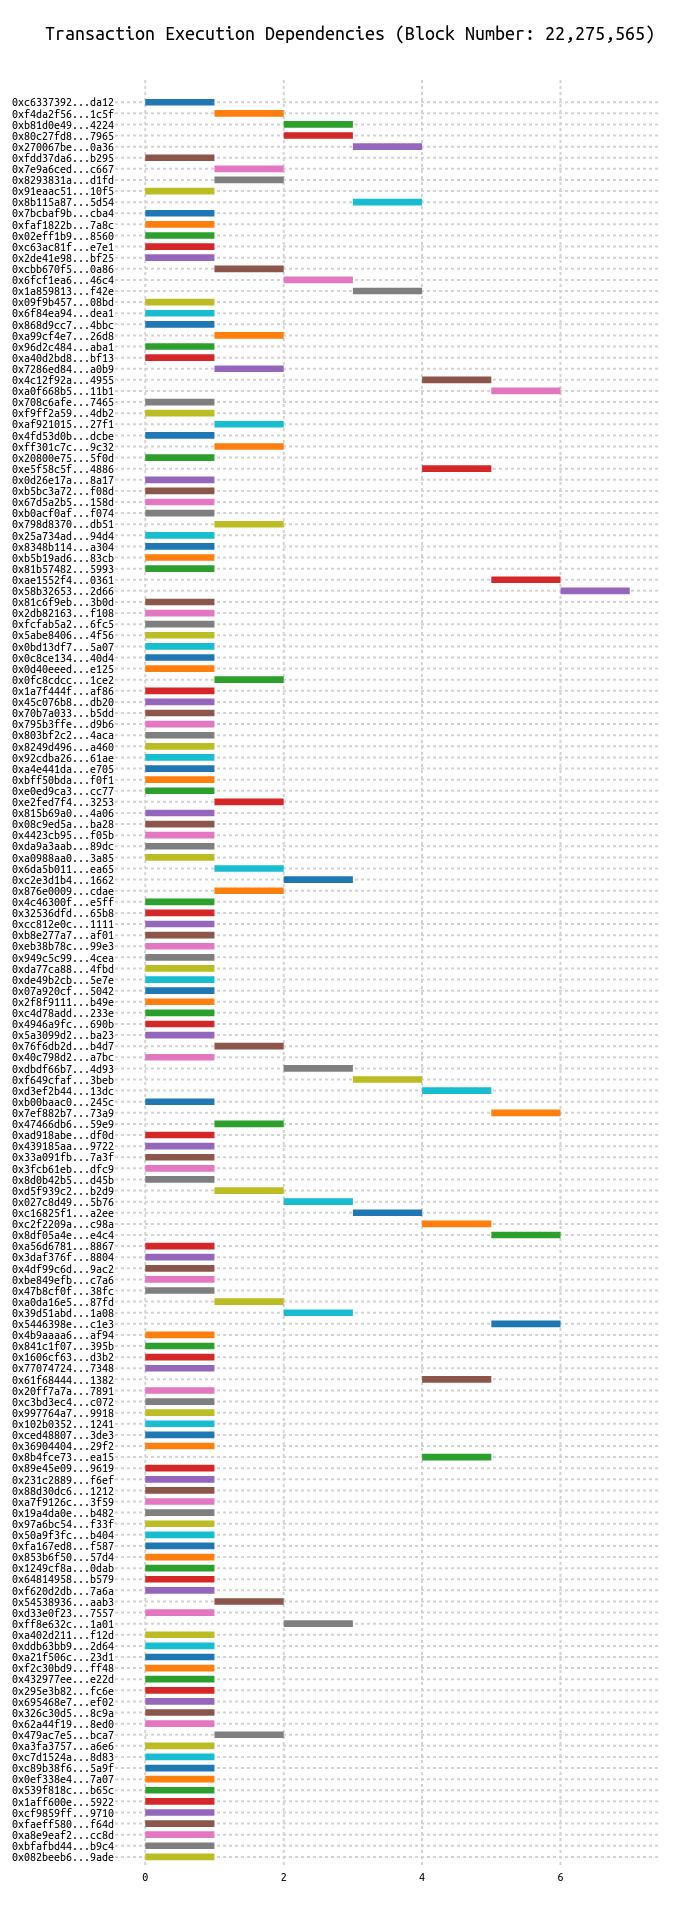 Transaction Execution Dependencies (Block Number: 22,275,565)
0xc6337392...da12
0xf4da2f56...1c5f
0xb81d0e49...4224
0x80c27fd8...7965
0x270067be...0a36
0xfdd37da6...b295
0x7e9a6ced...c667
0x8293831a...d1fd
0x91eaac51...10f5
0x8b115a87...5d54
0x7bcbaf9b...cba4
0xfaf1822b...7a8c
0x02eff1b9...8560
0xc63ac81f...e7e1
0x2de41e98...bf25
0xcbb670f5...0a86
0x6fcf1ea6...46c4
0x1a859813...f42e
0x09f9b457...08bd
0x6f84ea94...dea1
0x868d9cc7...4bbc
0xa99cf4e7...26d8
0x96d2c484...aba1
0xa40d2bd8...bf13
0x7286ed84...a0b9
0x4c12f92a...4955
0xa0f668b5...11b1
0x708c6afe...7465
0xf9ff2a59...4db2
0xaf921015...27f1
0x4fd53d0b...dcbe
0xff301c7c...9c32
0x20800e75...5f0d
0xe5f58c5f...4886
0x0d26e17a...8a17
0xb5bc3a72...f08d
0x67d5a2b5...158d
0xb0acf0af...f074
0x798d8370...db51
0x25a734ad...94d4
0x8348b114...a304
0xb5b19ad6...83cb
0x81b57482...5993
0xae1552f4...0361
0x58b32653...2d66
0x81c6f9eb...3b0d
0x2db82163...f108
0xfcfab5a2...6fc5
0x5abe8406...4f56
0x0bd13df7...5a07
0x0c8ce134...40d4
0x0d40eeed...e125
0x0fc8cdcc...1ce2
0x1a7f444f...af86
0x45c076b8...db20
0x70b7a033...b5dd
0x795b3ffe...d9b6
0x803bf2c2...4aca
0x8249d496...a460
0x92cdba26...61ae
0xa4e441da...e705
0xbff50bda...f0f1
0xe0ed9ca3...cc77
0xe2fed7f4...3253
0x815b69a0...4a06
0x08c9ed5a...ba28
0x4423cb95...f05b
0xda9a3aab...89dc
0xa0988aa0...3a85
0x6da5b011...ea65
0xc2e3d1b4...1662
0x876e0009...cdae
0x4c46300f...e5ff
0x32536dfd...65b8
0xcc812e0c...1111
0xb8e277a7...af01
0xeb38b78c...99e3
0x949c5c99...4cea
0xda77ca88...4fbd
0xde49b2cb...5e7e
0x07a920cf...5042
0x2f8f9111...b49e
0xc4d78add...233e
0x4946a9fc...690b
0x5a3099d2...ba23
0x76f6db2d...b4d7
0x40c798d2...a7bc
0xdbdf66b7...4d93
0xf649cfaf...3beb
0xd3ef2b44...13dc
0xb00baac0...245c
0x7ef882b7...73a9
0x47466db6...59e9
0xad918abe...df0d
0x439185aa...9722
0x33a091fb...7a3f
0x3fcb61eb...dfc9
0x8d0b42b5...d45b
0xd5f939c2...b2d9
0x027c8d49...5b76
0xc16825f1...a2ee
0xc2f2209a...c98a
0x8df05a4e...e4c4
0xa56d6781...8867
0x3daf376f...8804
0x4df99c6d...9ac2
0xbe849efb...c7a6
0x47b8cf0f...38fc
0xa0da16e5...87fd
0x39d51abd...1a08
0x5446398e...c1e3
0x4b9aaaa6...af94
0x841c1f07...395b
0x1606cf63...d3b2
0x77074724...7348
0x61f68444...1382
0x20ff7a7a...7891
0xc3bd3ec4...c072
0x997764a7...9918
0x102b0352...1241
0xced48807...3de3
0x36904404...29f2
0x8b4fce73...ea15
0x89e45e09...9619
0x231c2889...f6ef
0x88d30dc6...1212
0xa7f9126c...3f59
0x19a4da0e...b482
0x97a6bc54...f33f
0x50a9f3fc...b404
0xfa167ed8...f587
0x853b6f50...57d4
0x1249cf8a...0dab
0x64814958...b579
0xf620d2db...7a6a
0x54538936...aab3
0xd33e0f23...7557
0xff8e632c...1a01
0xa402d211...f12d
0xddb63bb9...2d64
0xa21f506c...23d1
0xf2c30bd9...ff48
0x432977ee...e22d
0x295e3b82...fc6e
0x695468e7...ef02
0x326c30d5...8c9a
0x62a44f19...8ed0
0x479ac7e5...bca7
0xa3fa3757...a6e6
0xc7d1524a...8d83
0xc89b38f6...5a9f
0x0ef338e4...7a07
0x539f818c...b65c
0x1aff600e...5922
0xcf9859ff...9710
0xfaeff580...f64d
0xa8e9eaf2...cc8d
0xbfafbd44...b9c4
0x082beeb6...9ade
0 2 4 6